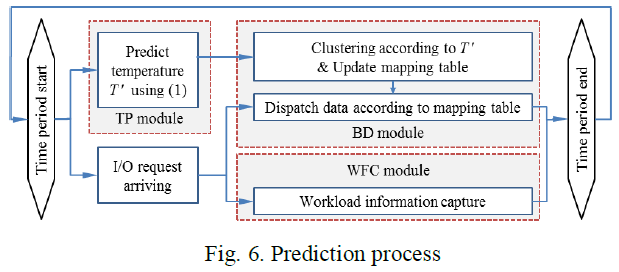 Time period start
Predict
temperature
T' using (1)
TP module
I/O request
arriving
Clustering according to T'
& Update mapping table
Dispatch data according to mapping table
BD module
WFC module
Workload information capture
Time period end
Fig. 6. Prediction process